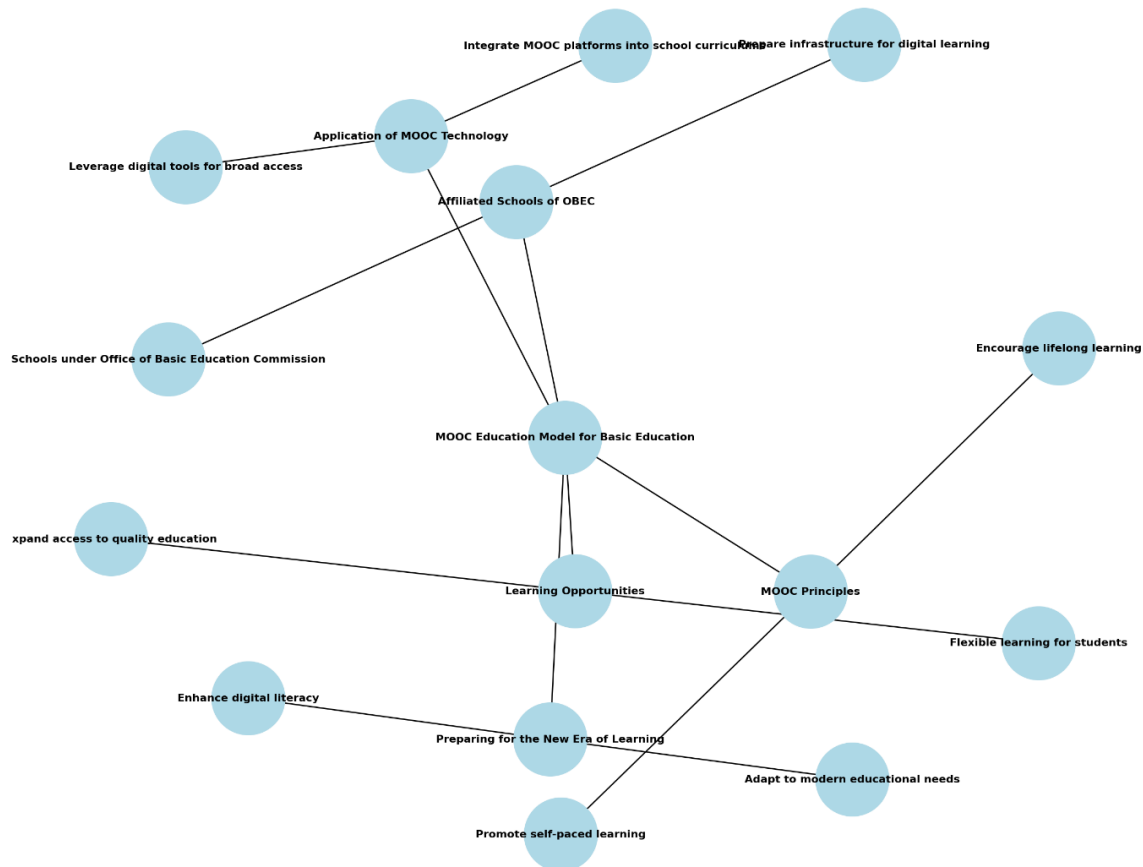 Integrate MOOC platforms into school curriculums
Prepare infrastructure for digital learning
Application of MOOC Technology
Leverage digital tools for broad access
Affiliated Schools of OBEC
Encourage lifelong learning
Schools under Office of Basic Education Commission
MOOC Education Model for Basic Education
xpand access to quality education
Learning Opportunities
MOOC Principles
Flexible learning for students
Enhance digital literacy
Preparing for the New Era of Learning
Adapt to modern educational needs
Promote self-paced learning